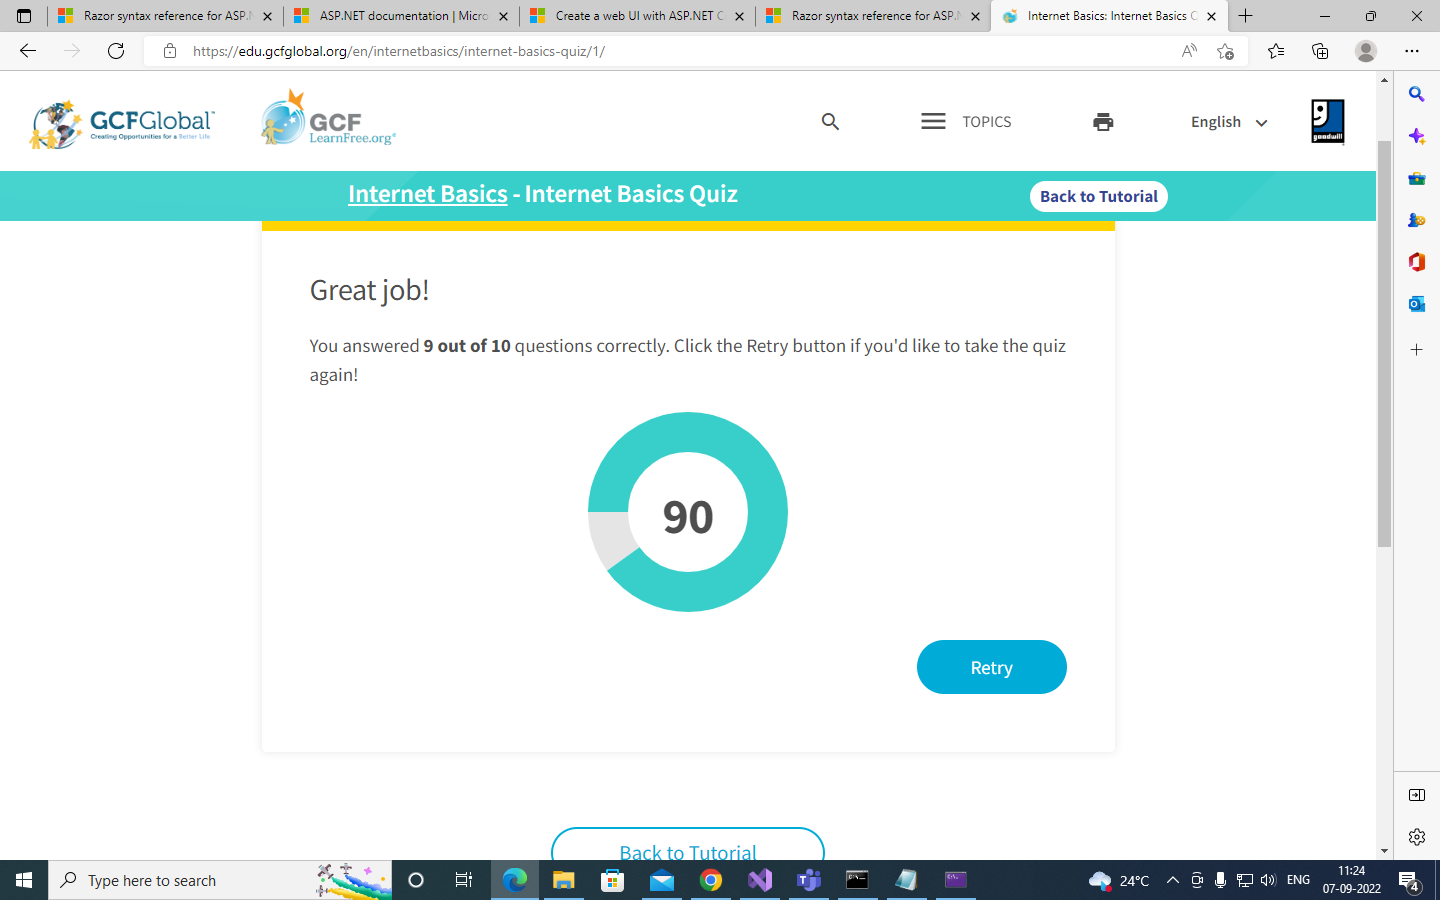 Razor syntax reference for ASP.N
ASP.NET documentation | Micro
Create a web UI with ASP.NET C
Razor syntax reference for ASP.N
Internet Basics: Internet Basics C
https://edu.gcfglobal.org/en/internetbasics/internet-basics-quiz/1/
GCFGlobal
Creating Opportunities for a Better Life
GCF
LearnFree.org®
TOPICS
English
goodwill
Internet Basics - Internet Basics Quiz
Back to Tutorial
Great job!
You answered 9 out of 10 questions correctly. Click the Retry button if you'd like to take the quiz
again!
90
Retry
Back to Tutorial
Type here to search
24°C
ENG
11:24
07-09-2022
4